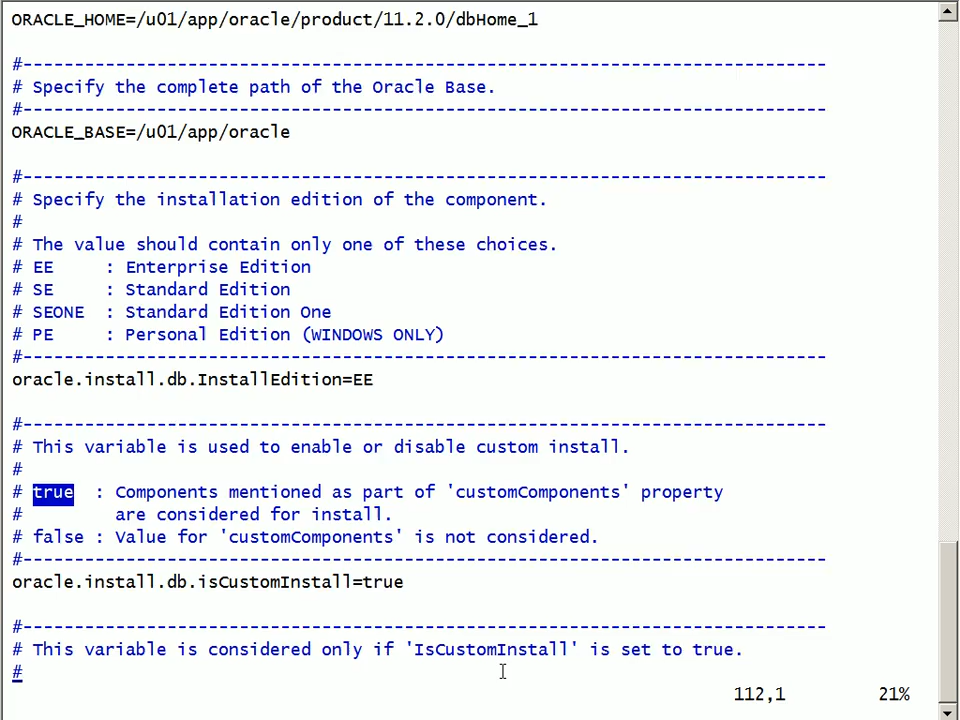 ORACLE_HOME=/u01/app/oracle/product/11.2.0/dbHome_1
#------------------------------------------------------------------------------
# Specify the complete path of the Oracle Base.
#------------------------------------------------------------------------------
ORACLE_BASE=/u01/app/oracle
#------------------------------------------------------------------------------
# Specify the installation edition of the component.
#
# The value should contain only one of these choices.
# EE     : Enterprise Edition
# SE     : Standard Edition
# SEONE  : Standard Edition One
# PE     : Personal Edition (WINDOWS ONLY)
#------------------------------------------------------------------------------
oracle.install.db.InstallEdition=EE
#------------------------------------------------------------------------------
# This variable is used to enable or disable custom install.
#
# true  : Components mentioned as part of 'customComponents' property
#         are considered for install.
# false : Value for 'customComponents' is not considered.
#------------------------------------------------------------------------------
oracle.install.db.isCustomInstall=true
#------------------------------------------------------------------------------
# This variable is considered only if 'IsCustomInstall' is set to true.
#
112,1 21%